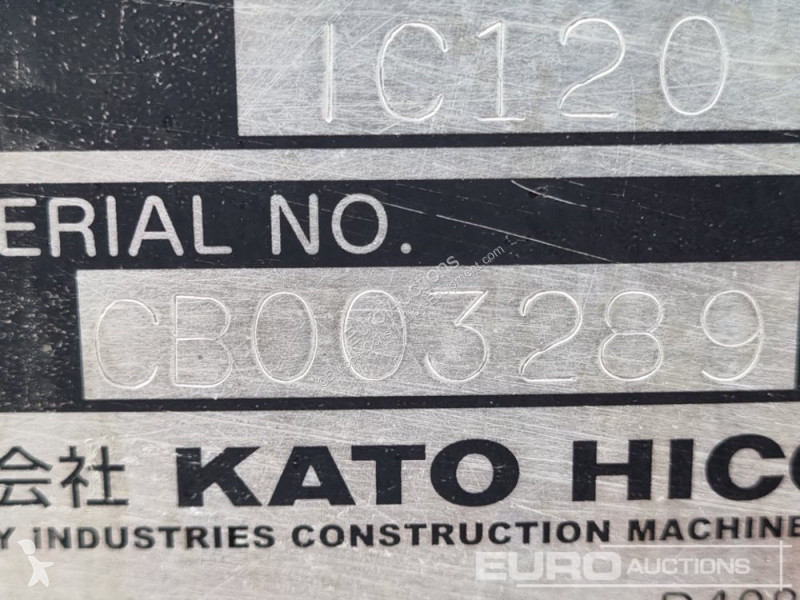 IC120
ERIAL NO.
CB003289
会社 KATO HIC
Y iNDUSTRIES CONSTRUCTION MACHINE
EURO AUCTIONS